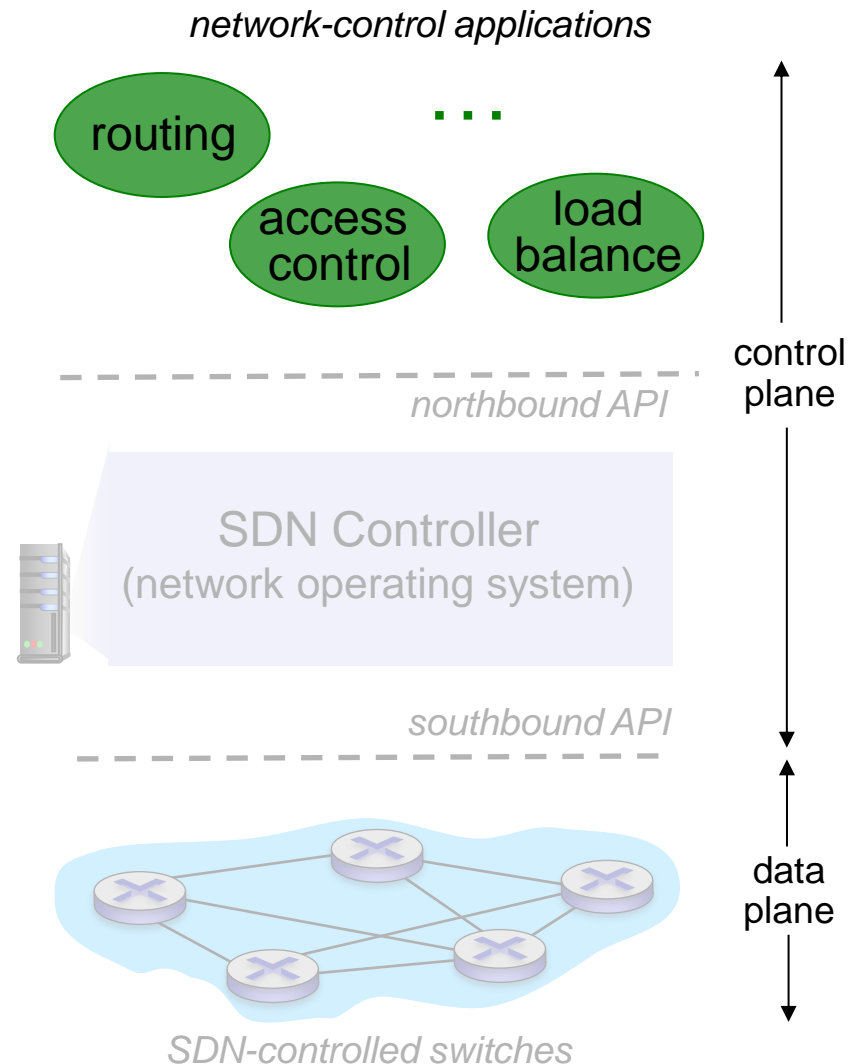 network-control applications
routing
...
access
control
load
balance
control
plane
northbound API
SDN Controller
(network operating system)
southbound API
data
plane
SDN-controlled switches